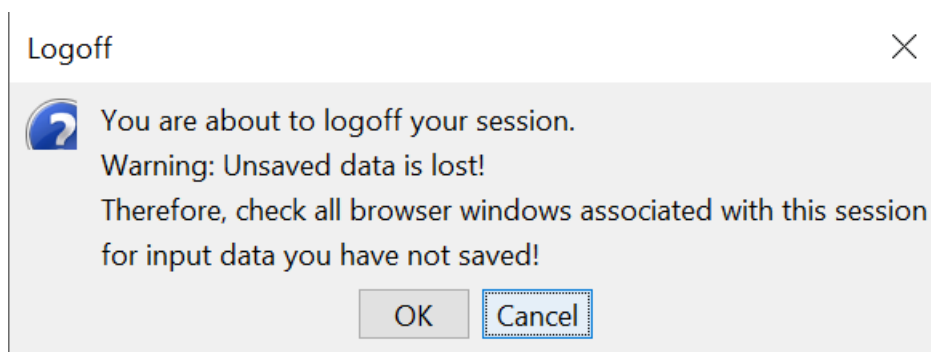 Logoff
You are about to logoff your session.
Warning: Unsaved data is lost!
Therefore, check all browser windows associated with this session
for input data you have not saved!
OK Cancel